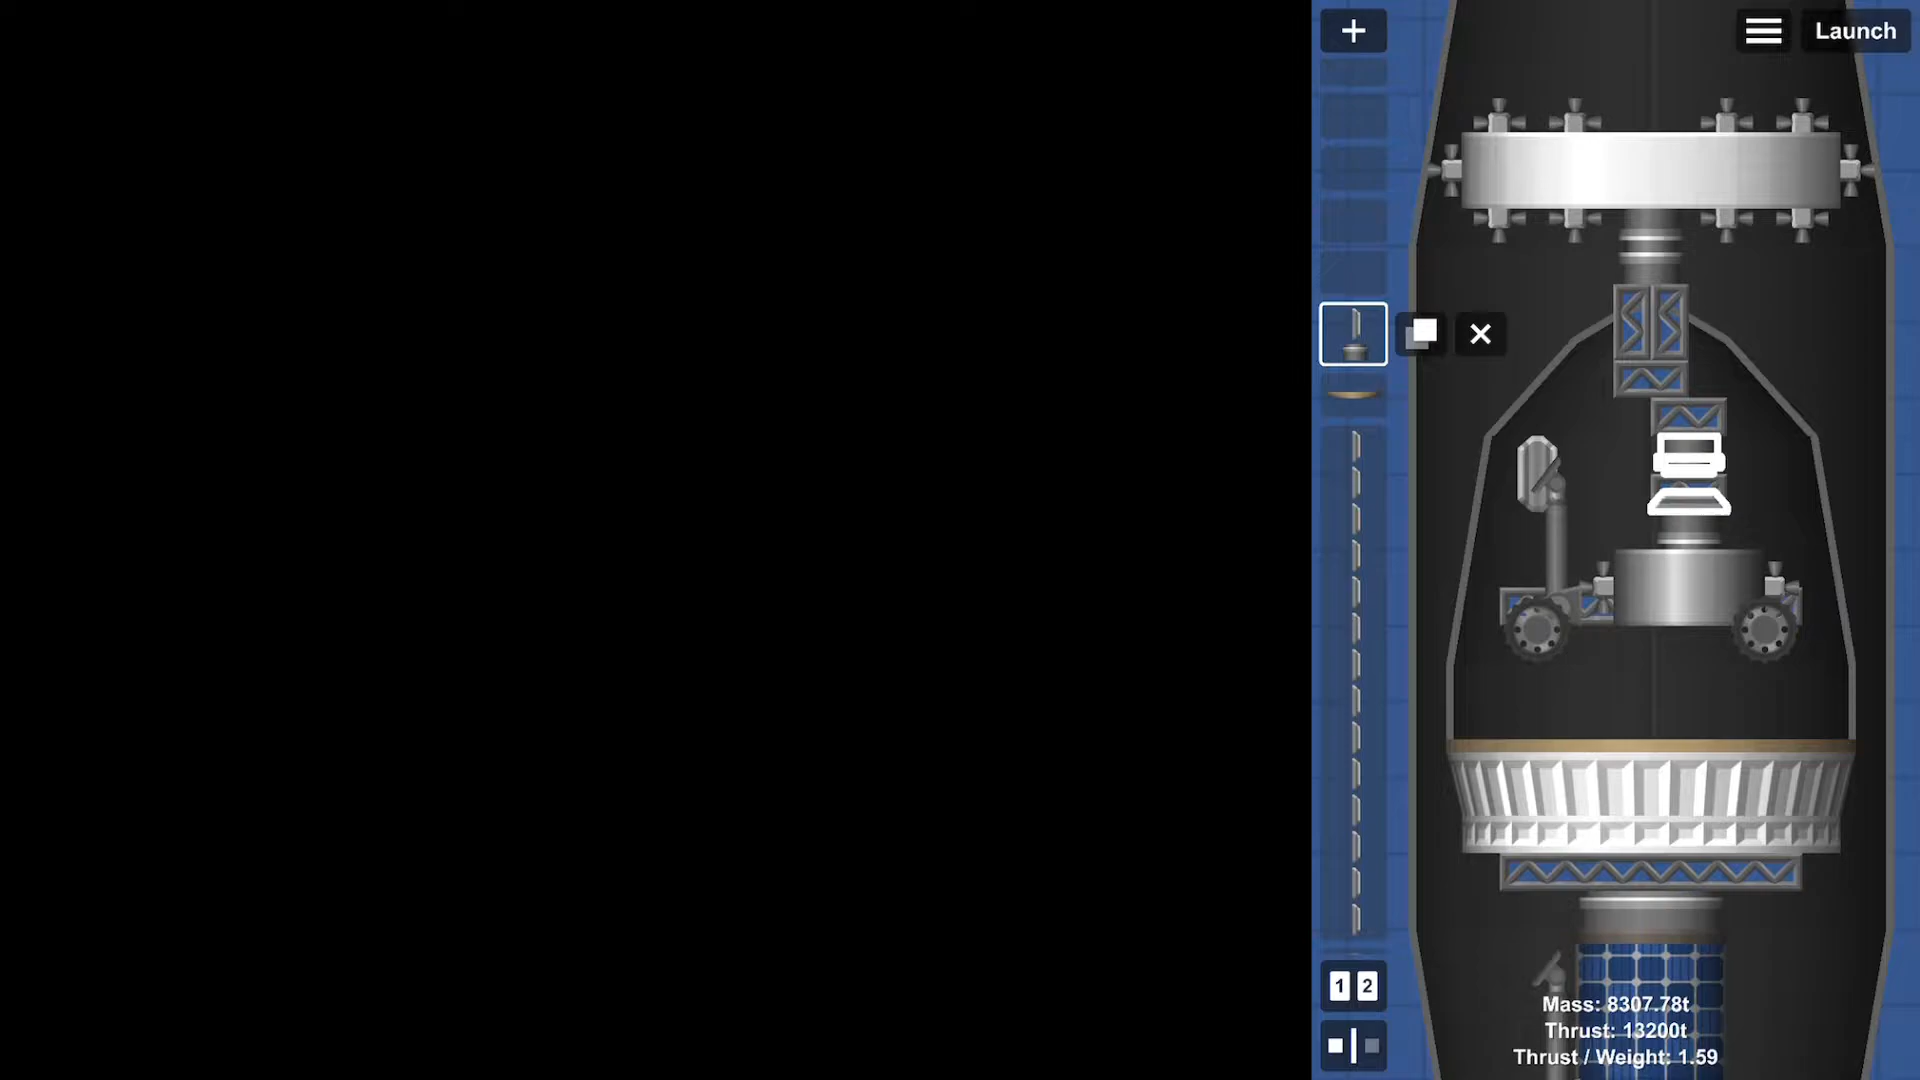 Launch
1 2
Mass: 8307.78t
Thrust: 13200t
Thrust / Weight: 1.59